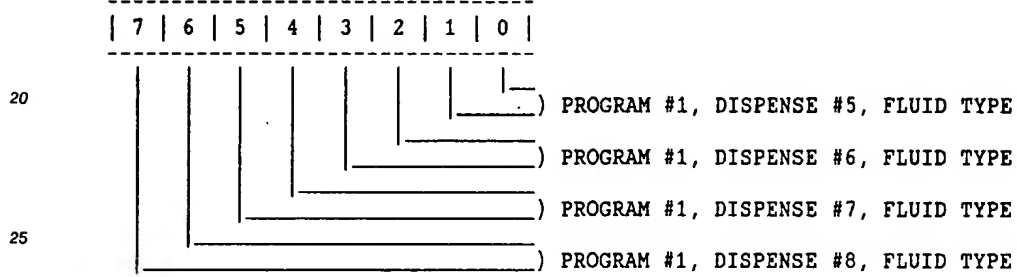 | 7 | 6 | 5 | 4 | 3 | 2 | 1 | 0 |
20
) PROGRAM #1, DISPENSE #5, FLUID TYPE
) PROGRAM #1, DISPENSE #6, FLUID TYPE
) PROGRAM #1, DISPENSE #7, FLUID TYPE
25
) PROGRAM #1, DISPENSE #8, FLUID TYPE